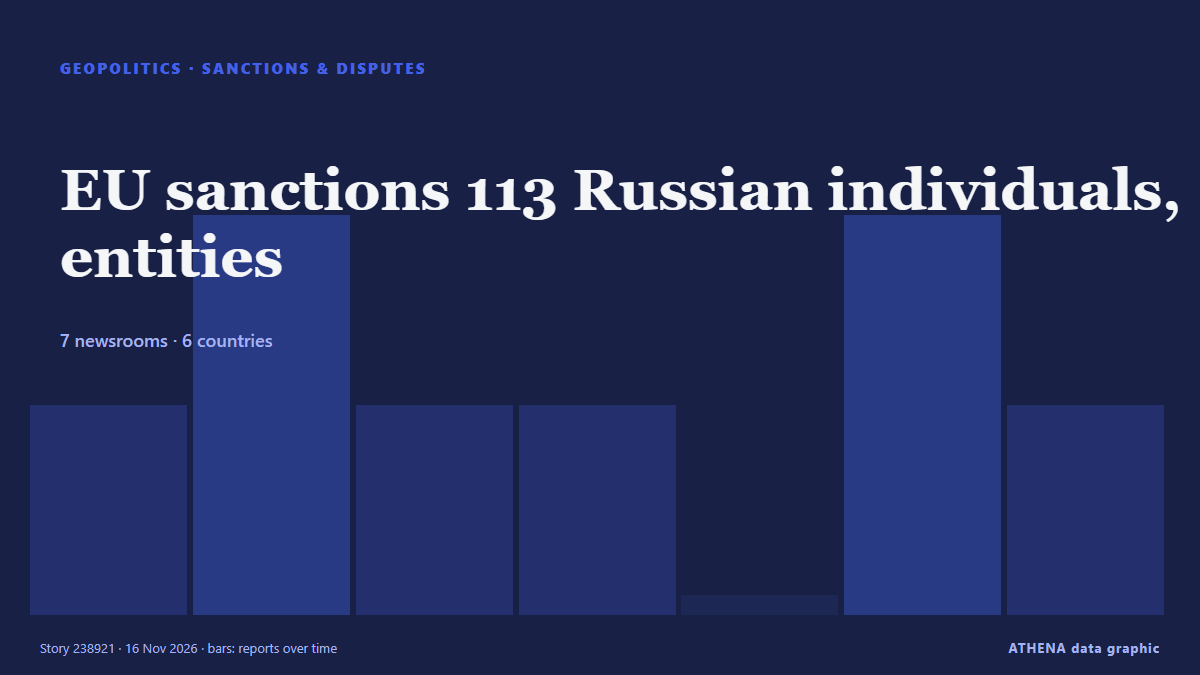 GEOPOLITICS · SANCTIONS & DISPUTES
EU sanctions 113 Russian individuals,
entities
7 newsrooms · 6 countries
Story 238921 · 16 Nov 2026 · bars: reports over time
ATHENA data graphic